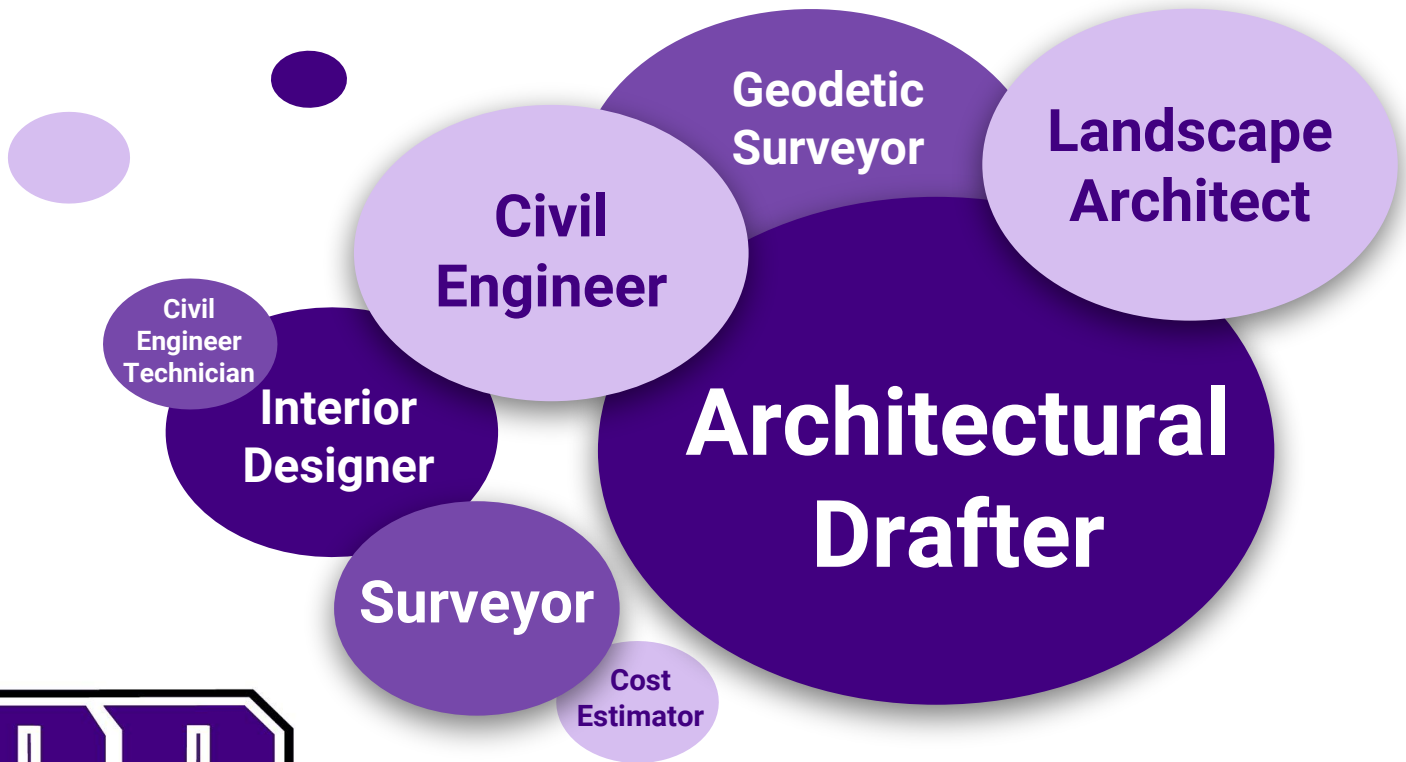 Geodetic
Surveyor
Landscape
Architect
Civil
Engineer
Civil
Engineer
Technician
Interior
Designer
Architectural
Drafter
Surveyor
Cost
Estimator